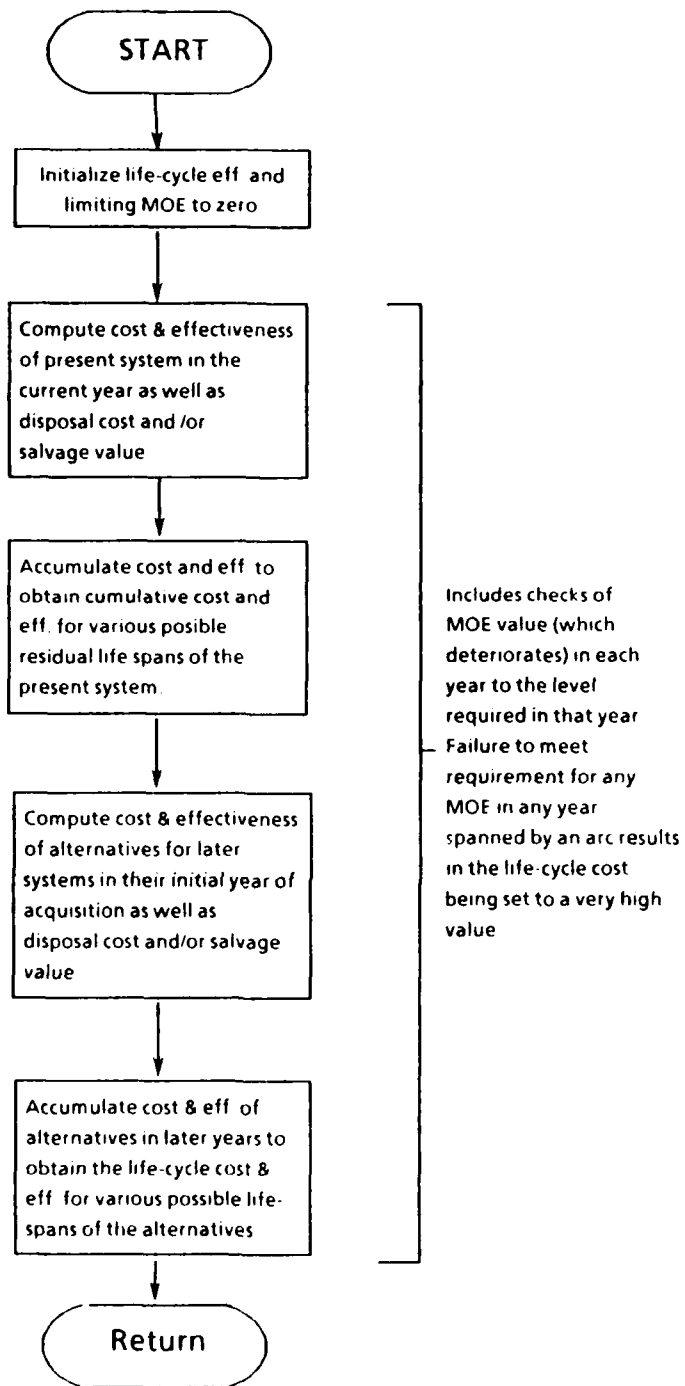 START
Initialize life-cycle eff and
limiting MOE to zero
Compute cost & effectiveness
of present system in the
current year as well as
disposal cost and /or
salvage value
Accumulate cost and eff to
obtain cumulative cost and
eff. for various posible
residual life spans of the
present system
Compute cost & effectiveness
of alternatives for later
systems in their initial year of
acquisition as well as
disposal cost and/or salvage
value
Accumulate cost & eff of
alternatives in later years to
obtain the life-cycle cost &
eff for various possible life-
spans of the alternatives
Return
Includes checks of
MOE value (which
deteriorates) in each
year to the level
required in that year
Failure to meet
requirement for any
MOE in any year
spanned by an arc results
in the life-cycle cost
being set to a very high
value